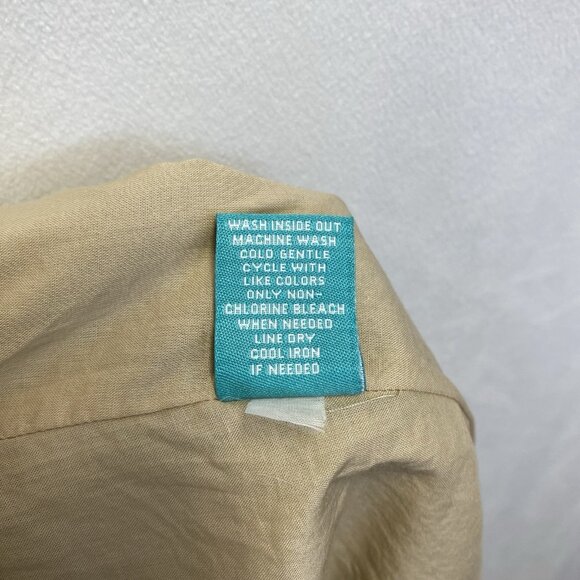 WASH INSIDE OUT
MACHINE WASH
COLD GENTLE
CYCLE WITH
LIKE COLORS
ONLY NON-
CHLORINE BLEACH
WHEN NEEDED
LINE DRY
COOL IRON
IF NEEDED